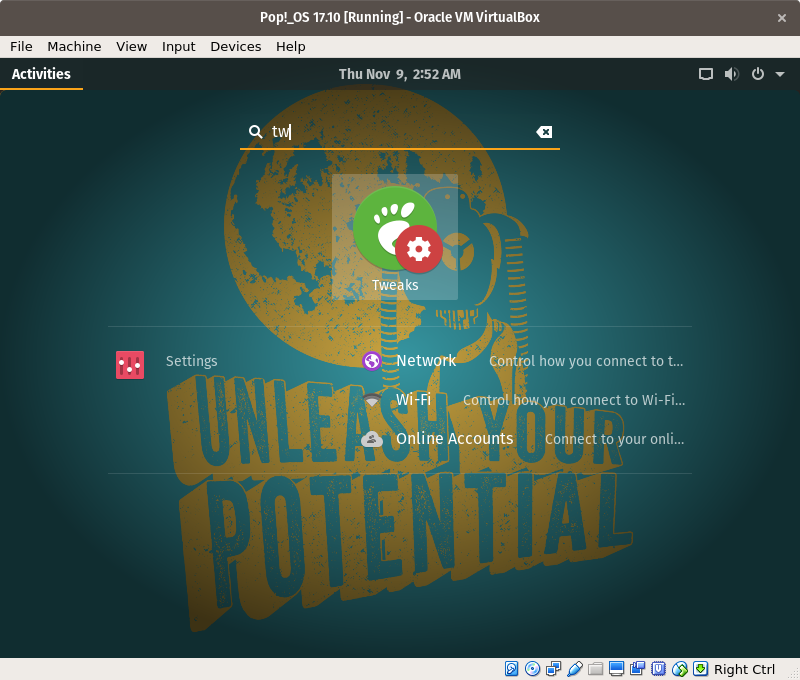 Pop!_OS 17.10 [Running] - Oracle VM VirtualBox
File Machine View Input Devices Help
Activities
Thu Nov 9, 2:52 AM
tw
Tweaks
Settings
Network Control how you connect to t...
Wi-Fi Control how you connect to Wi-Fi...
Online Accounts Connect to your onli...
UNLEASH YOUR
POTENTIAL
Right Ctrl